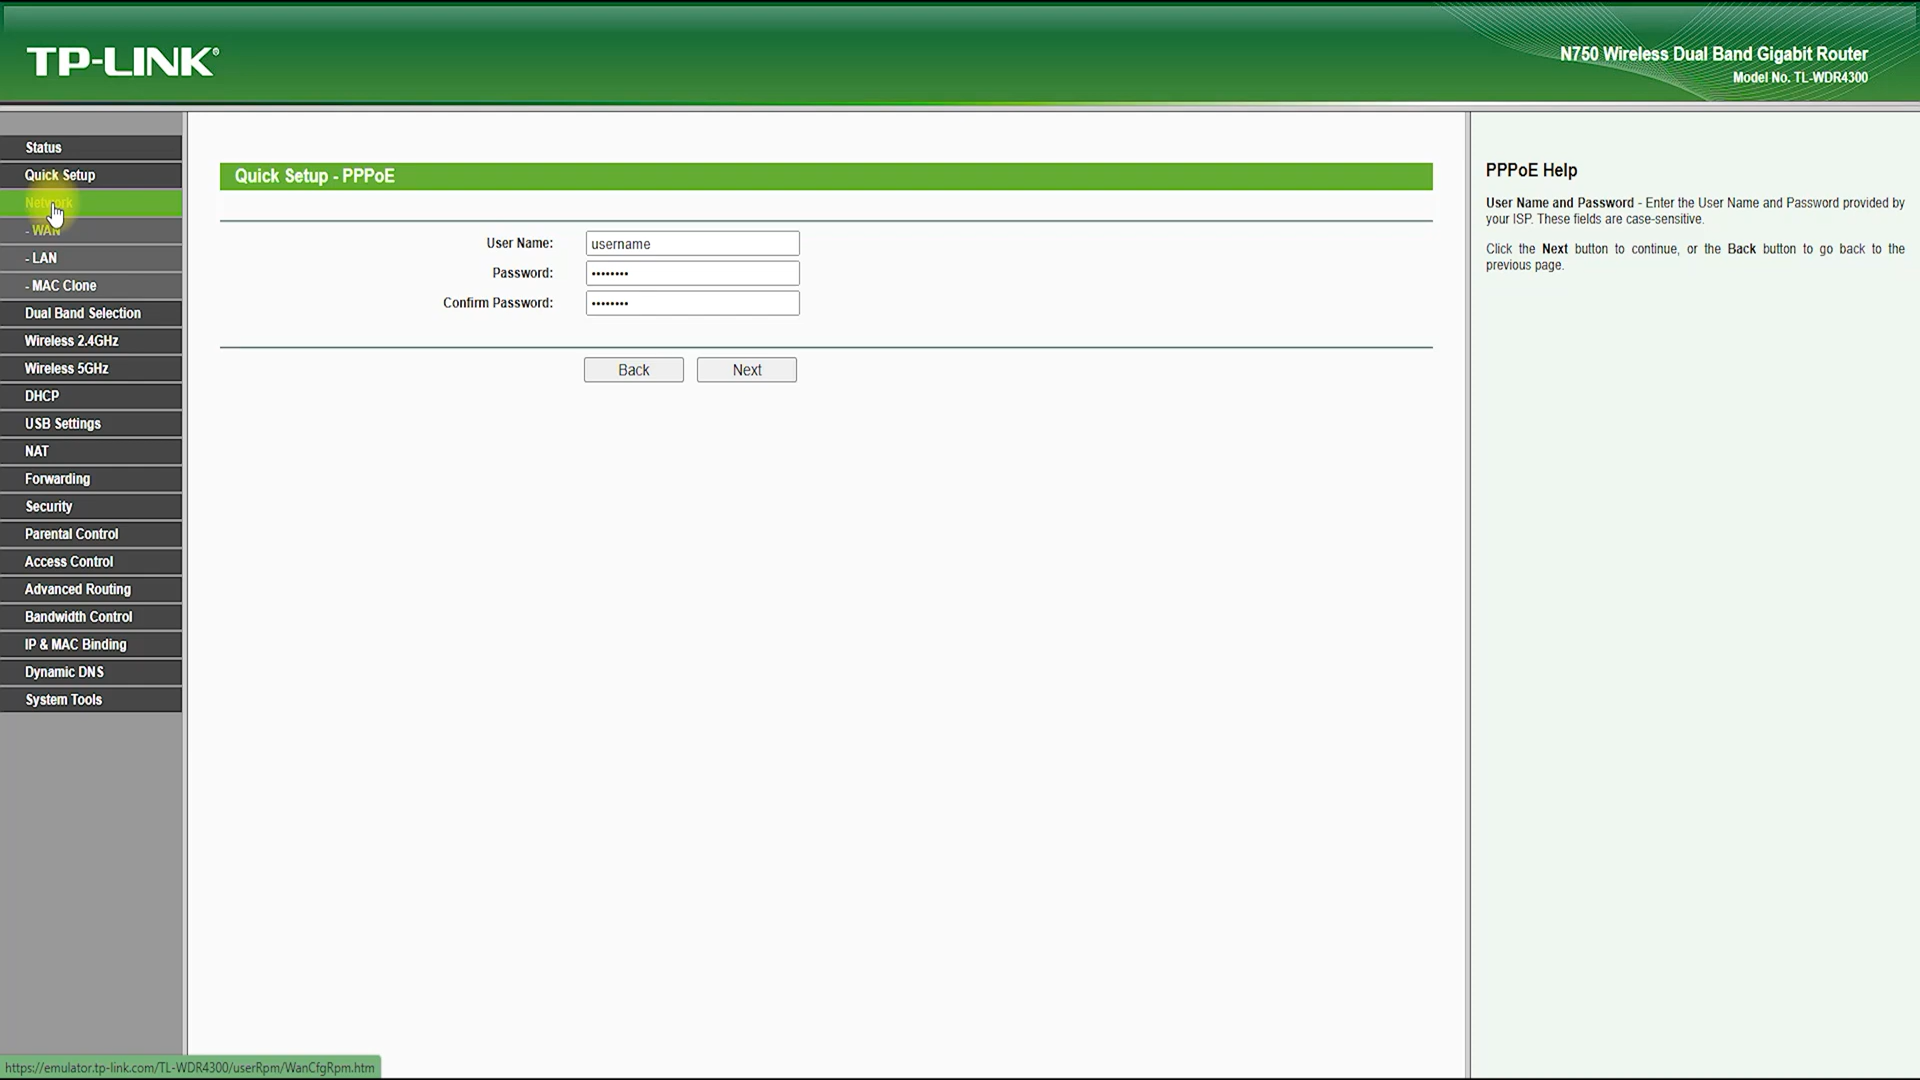 TP-LINK®
N750 Wireless Dual Band Gigabit Router
Model No. TL-WDR4300
Status
Quick Setup
Network
- WAN
- LAN
- MAC Clone
Dual Band Selection
Wireless 2.4GHz
Wireless 5GHz
DHCP
USB Settings
NAT
Forwarding
Security
Parental Control
Access Control
Advanced Routing
Bandwidth Control
IP & MAC Binding
Dynamic DNS
System Tools
Quick Setup - PPPoE
User Name: username
Password: ••••••••
Confirm Password: ••••••••
Back Next
PPPoE Help
User Name and Password - Enter the User Name and Password provided by
your ISP. These fields are case-sensitive.
Click the Next button to continue, or the Back button to go back to the
previous page.
https://emulator.tp-link.com/TL-WDR4300/userRpm/WanCfgRpm.htm